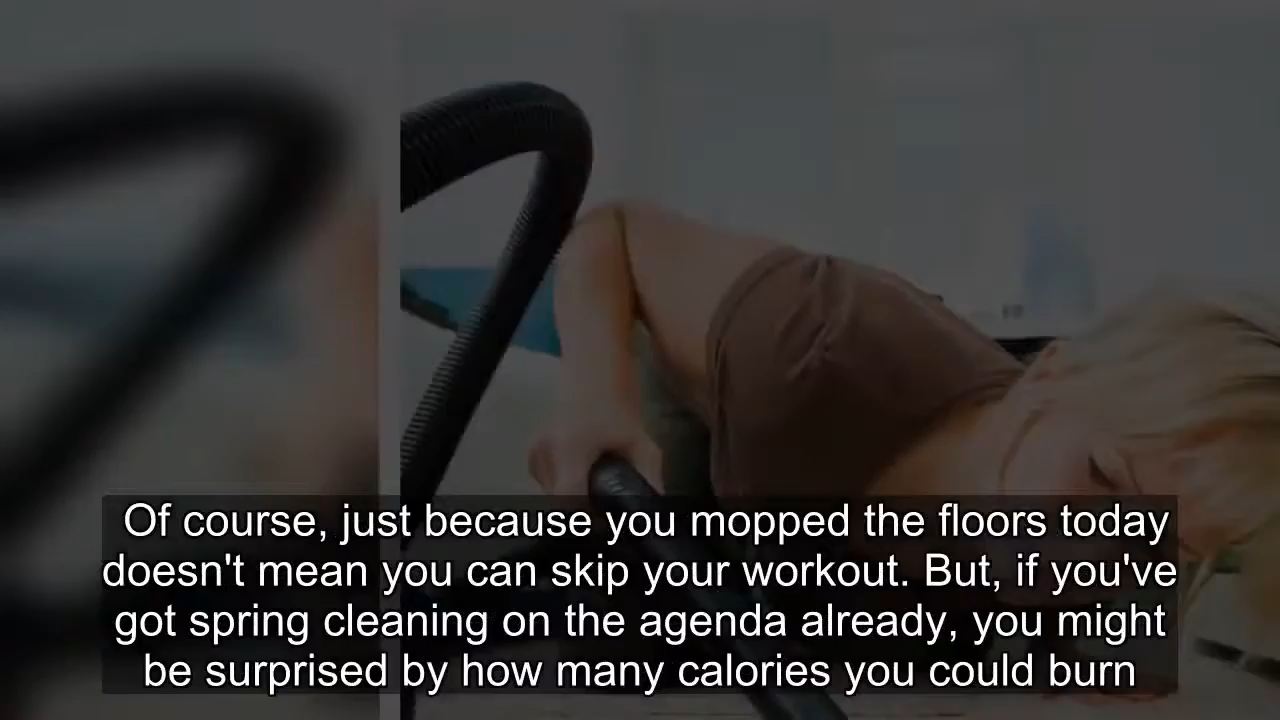 Of course, just because you mopped the floors today
doesn't mean you can skip your workout. But, if you've
got spring cleaning on the agenda already, you might
be surprised by how many calories you could burn